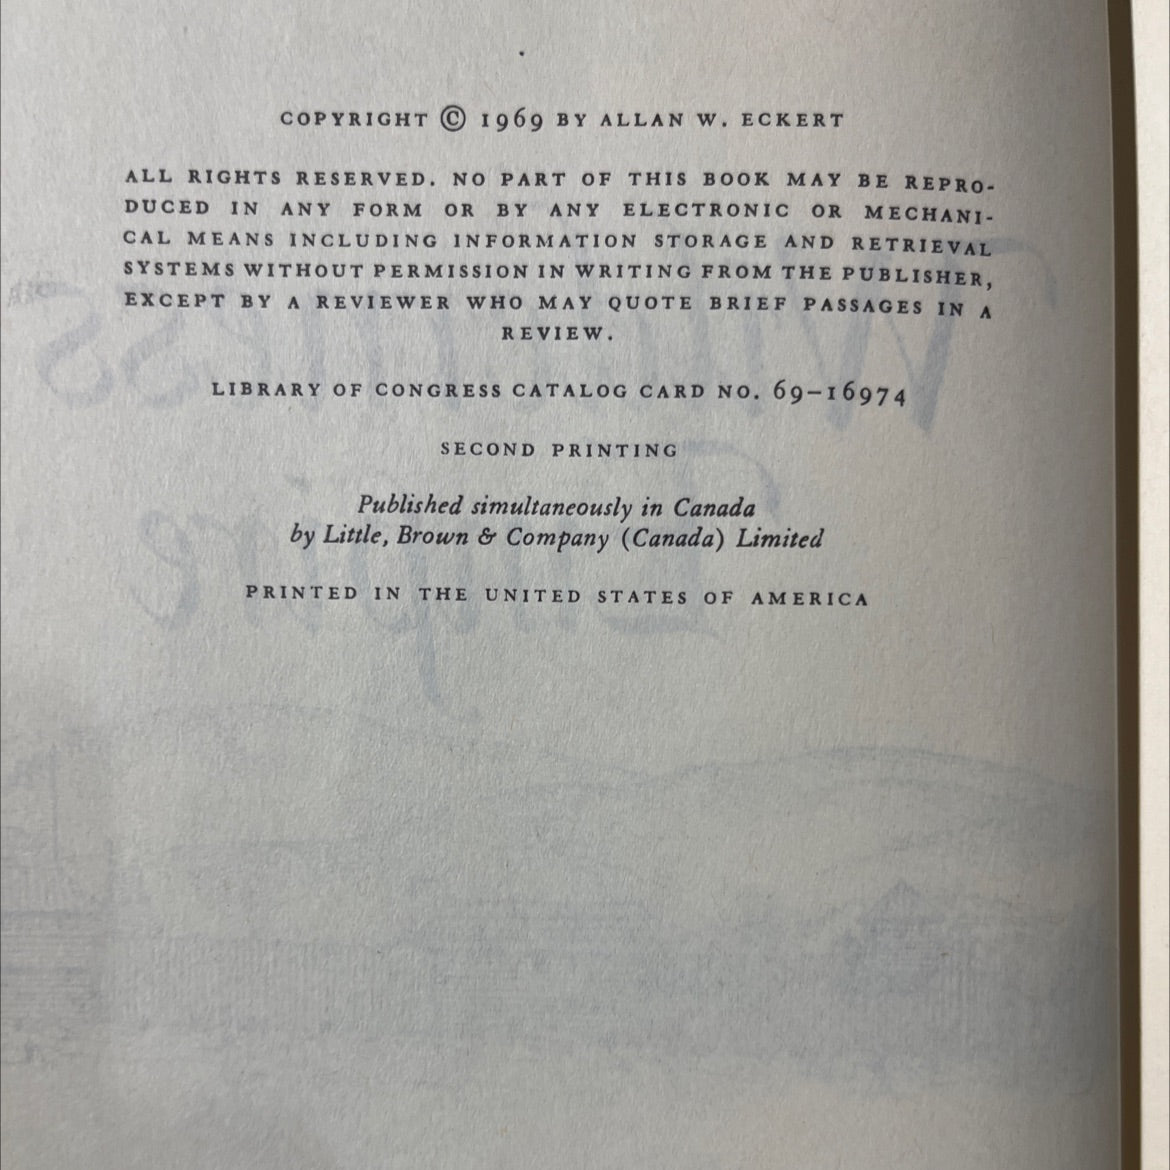 COPYRIGHT © 1969 BY ALLAN W. ECKERT
ALL RIGHTS RESERVED. NO PART OF THIS BOOK MAY BE REPRO-
DUCED IN ANY FORM OR BY ANY ELECTRONIC OR MECHANI-
CAL MEANS INCLUDING INFORMATION STORAGE AND RETRIEVAL
SYSTEMS WITHOUT PERMISSION IN WRITING FROM THE PUBLISHER,
EXCEPT BY A REVIEWER WHO MAY QUOTE BRIEF PASSAGES IN A
REVIEW.
LIBRARY OF CONGRESS CATALOG CARD NO. 69–16974
SECOND PRINTING
Published simultaneously in Canada
by Little, Brown & Company (Canada) Limited
PRINTED IN THE UNITED STATES OF AMERICA
Wilderness
Empire